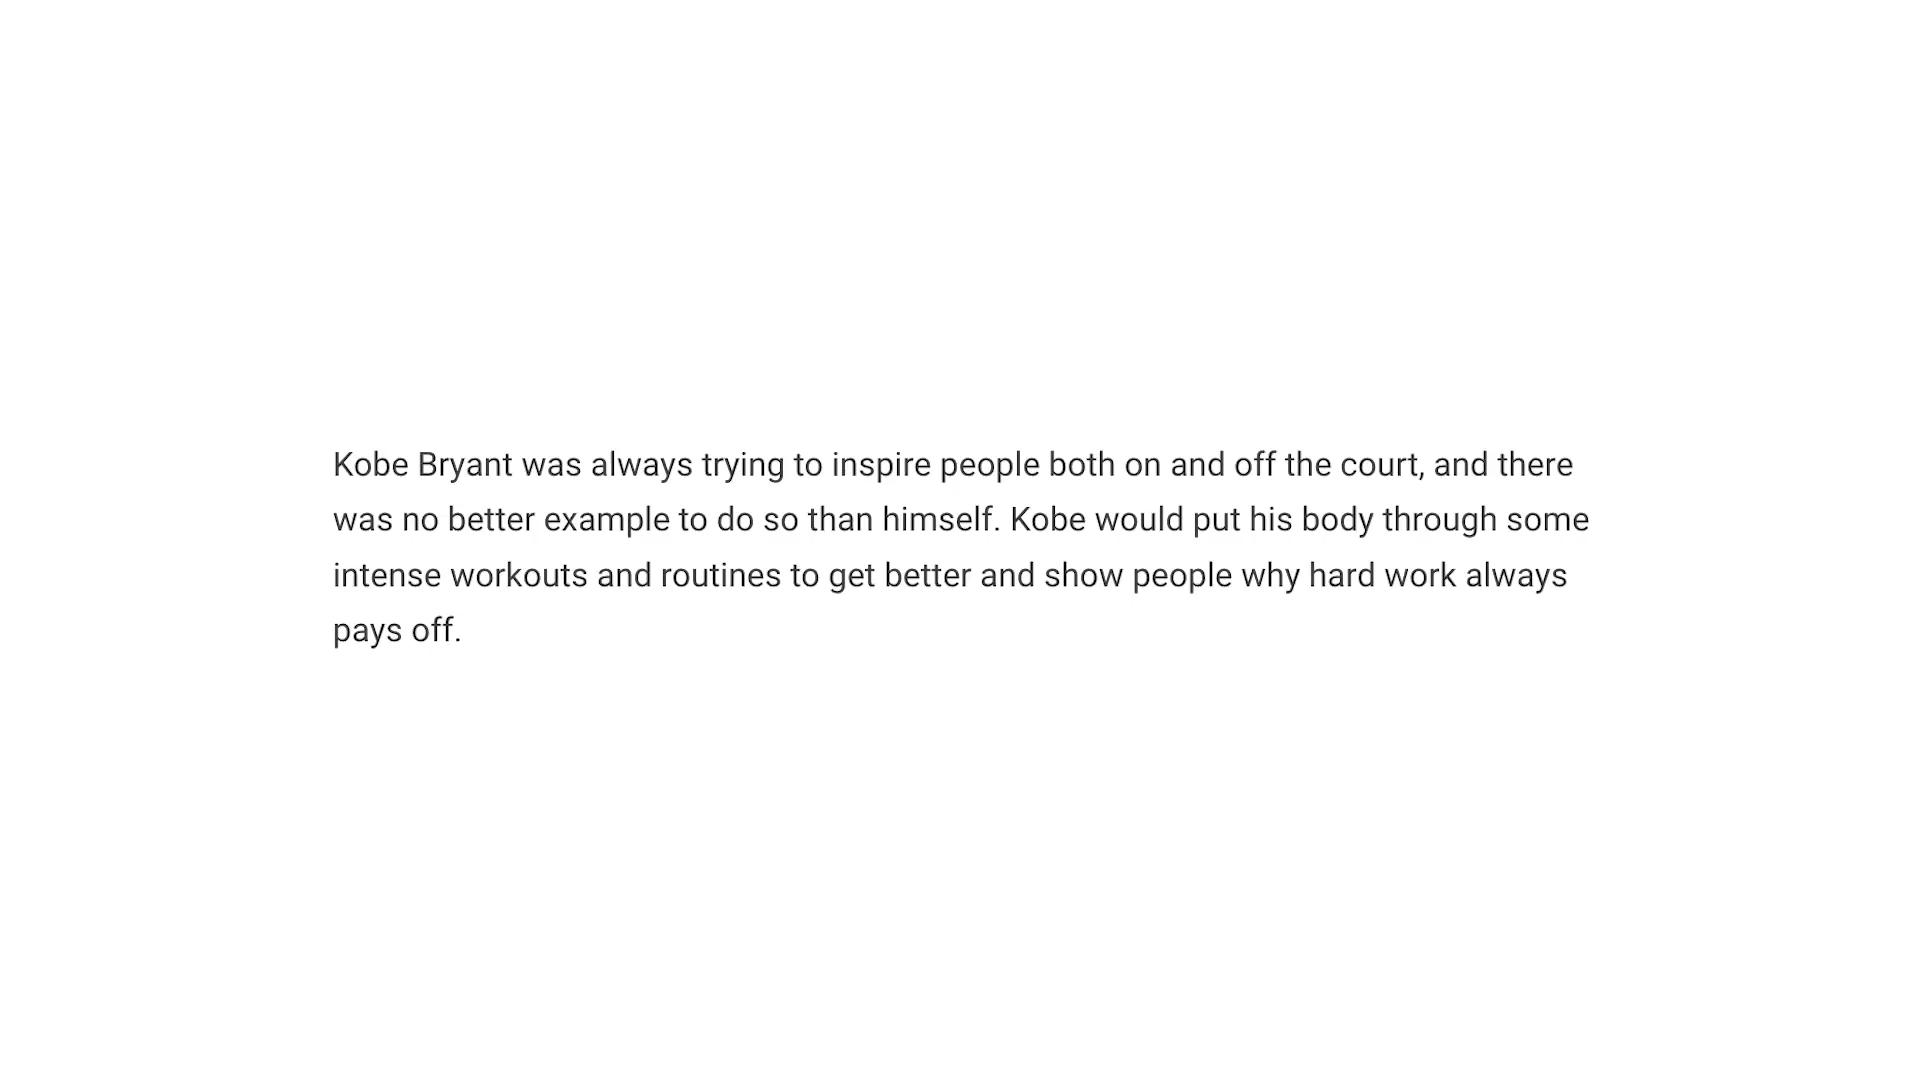 Kobe Bryant was always trying to inspire people both on and off the court, and there
was no better example to do so than himself. Kobe would put his body through some
intense workouts and routines to get better and show people why hard work always
pays off.